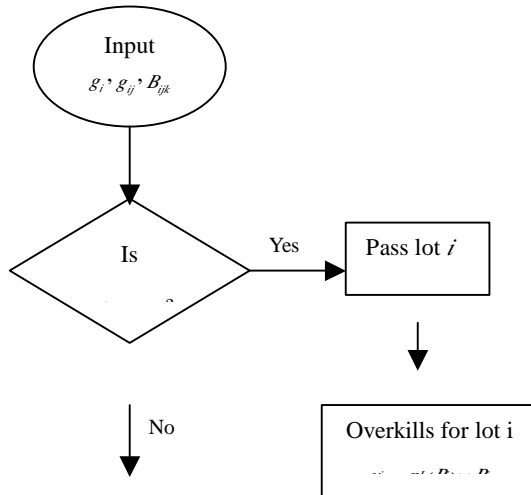 Input
g_i, g_ij, B_ijk
Is
Yes
Pass lot i
No
Overkills for lot i